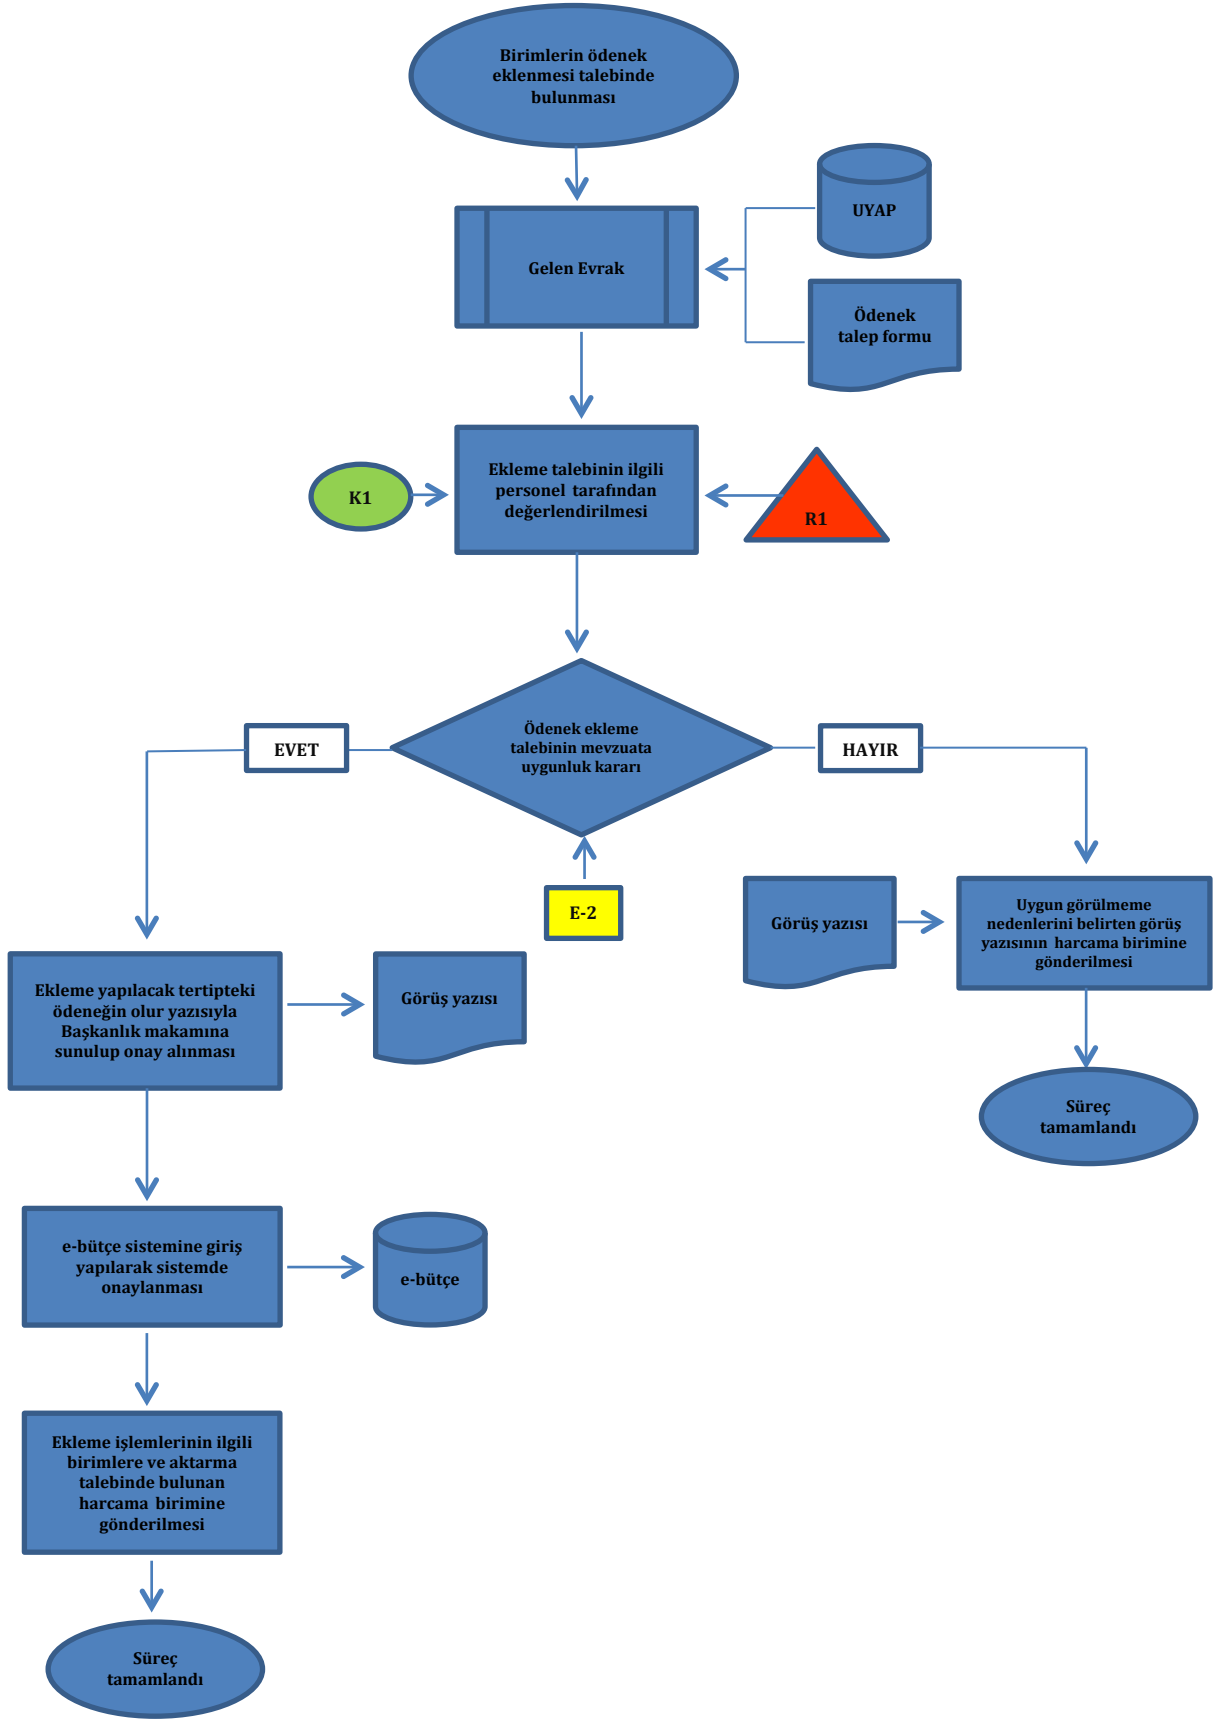 Birimlerin ödenek
eklenmesi talebinde
bulunması
UYAP
Gelen Evrak
Ödenek
talep formu
K1
Ekleme talebinin ilgili
personel tarafından
değerlendirilmesi
R1
EVET
Ödenek ekleme
talebinin mevzuata
uygunluk kararı
HAYIR
E-2
Görüş yazısı
Uygun görülmeme
nedenlerini belirten görüş
yazısının harcama birimine
gönderilmesi
Ekleme yapılacak tertipteki
ödeneğin olur yazısıyla
Başkanlık makamına
sunulup onay alınması
Görüş yazısı
Süreç
tamamlandı
e-bütçe sistemine giriş
yapılarak sistemde
onaylanması
e-bütçe
Ekleme işlemlerinin ilgili
birimlere ve aktarma
talebinde bulunan
harcama birimine
gönderilmesi
Süreç
tamamlandı